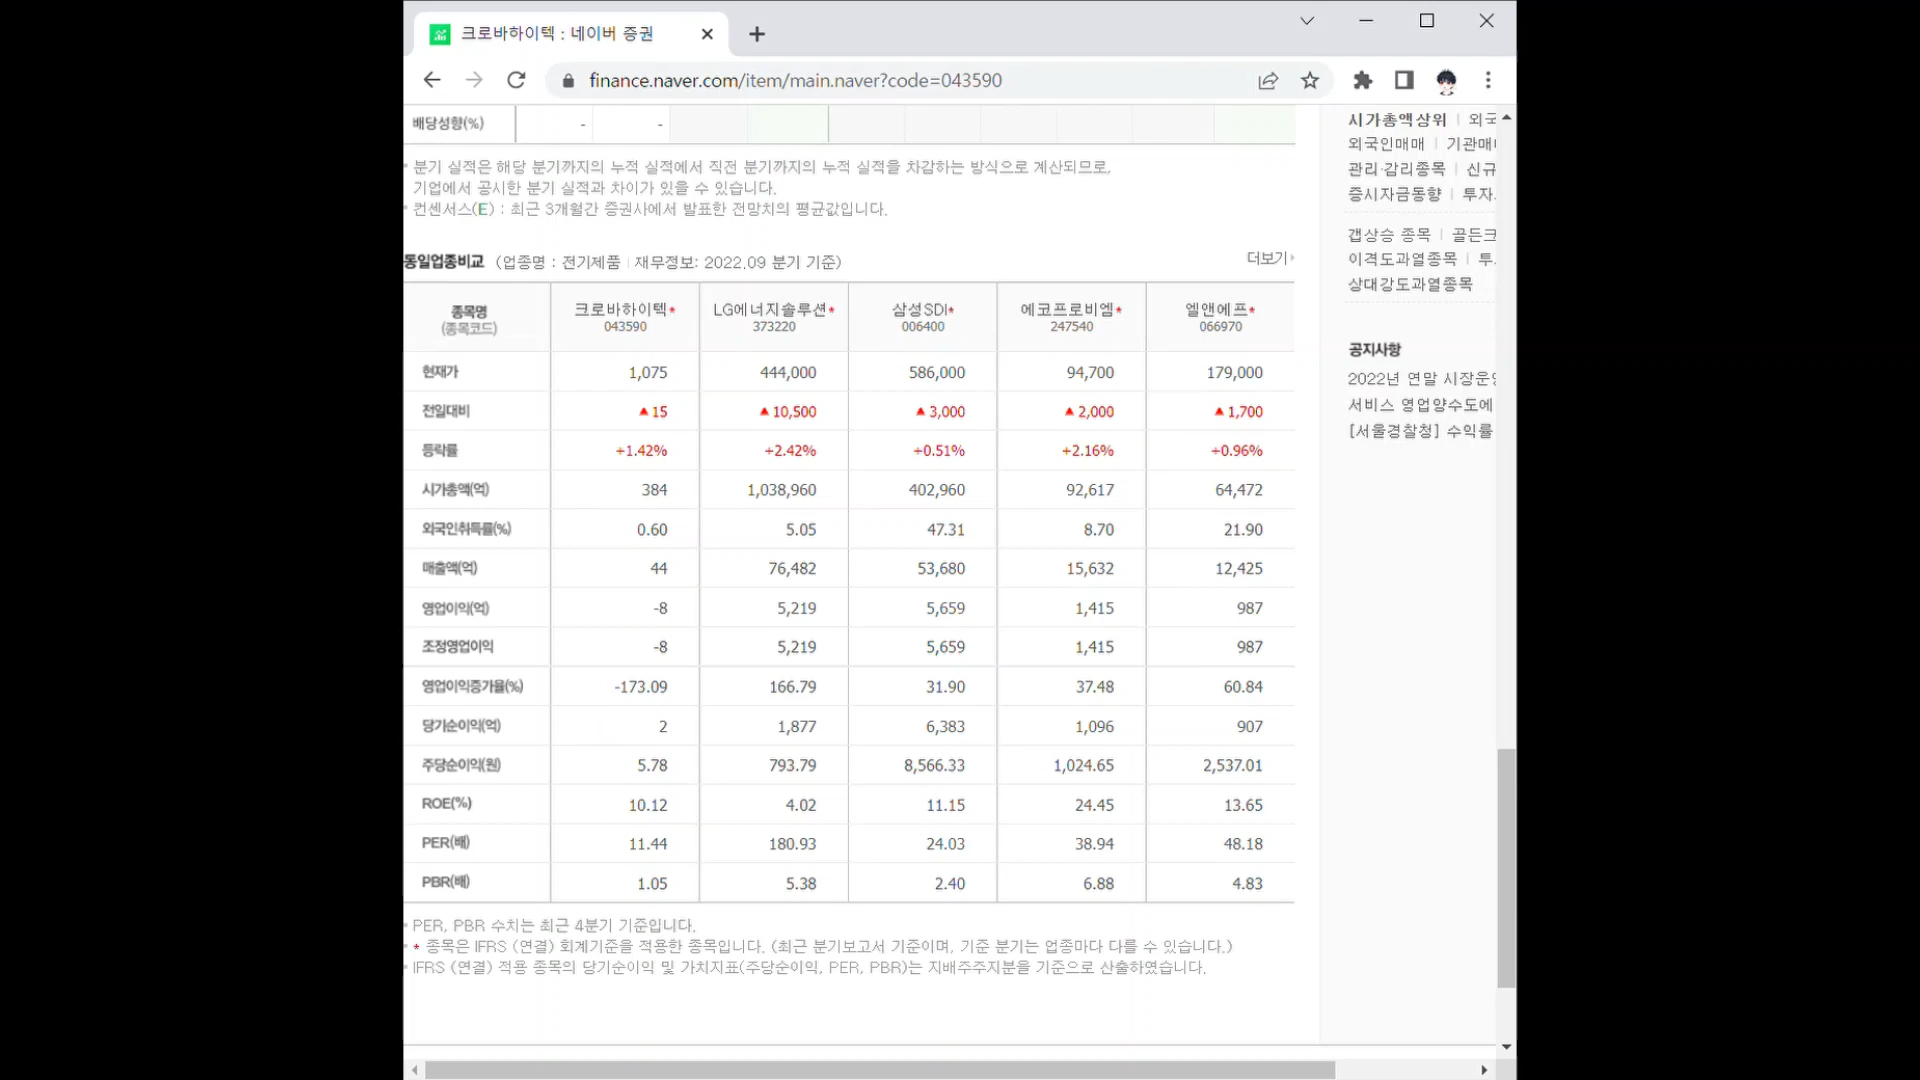 크로바하이텍 : 네이버 증권
finance.naver.com/item/main.naver?code=043590
배당성향(%) - -
분기 실적은 해당 분기까지의 누적 실적에서 직전 분기까지의 누적 실적을 차감하는 방식으로 계산되므로,
기업에서 공시한 분기 실적과 차이가 있을 수 있습니다.
컨센서스(E) : 최근 3개월간 증권사에서 발표한 전망치의 평균값입니다.
동일업종비교 (업종명 : 전기제품 | 재무정보: 2022.09 분기 기준) 더보기
종목명 크로바하이텍* LG에너지솔루션* 삼성SDI* 에코프로비엠* 엘앤에프*
(종목코드) 043590 373220 006400 247540 066970
현재가 1,075 444,000 586,000 94,700 179,000
전일대비 ▲15 ▲10,500 ▲3,000 ▲2,000 ▲1,700
등락률 +1.42% +2.42% +0.51% +2.16% +0.96%
시가총액(억) 384 1,038,960 402,960 92,617 64,472
외국인취득률(%) 0.60 5.05 47.31 8.70 21.90
매출액(억) 44 76,482 53,680 15,632 12,425
영업이익(억) -8 5,219 5,659 1,415 987
조정영업이익 -8 5,219 5,659 1,415 987
영업이익증가율(%) -173.09 166.79 31.90 37.48 60.84
당기순이익(억) 2 1,877 6,383 1,096 907
주당순이익(원) 5.78 793.79 8,566.33 1,024.65 2,537.01
ROE(%) 10.12 4.02 11.15 24.45 13.65
PER(배) 11.44 180.93 24.03 38.94 48.18
PBR(배) 1.05 5.38 2.40 6.88 4.83
PER, PBR 수치는 최근 4분기 기준입니다.
* 종목은 IFRS (연결) 회계기준을 적용한 종목입니다. (최근 분기보고서 기준이며, 기준 분기는 업종마다 다를 수 있습니다.)
IFRS (연결) 적용 종목의 당기순이익 및 가치지표(주당순이익, PER, PBR)는 지배주주지분을 기준으로 산출하였습니다.
시가총액상위 | 외국
외국인매매 | 기관매
관리·감리종목 | 신규
증시자금동향 | 투자
갭상승 종목 | 골든크
이격도과열종목 | 투
상대강도과열종목
공지사항
2022년 연말 시장운영
서비스 영업양수도에
[서울경찰청] 수익률